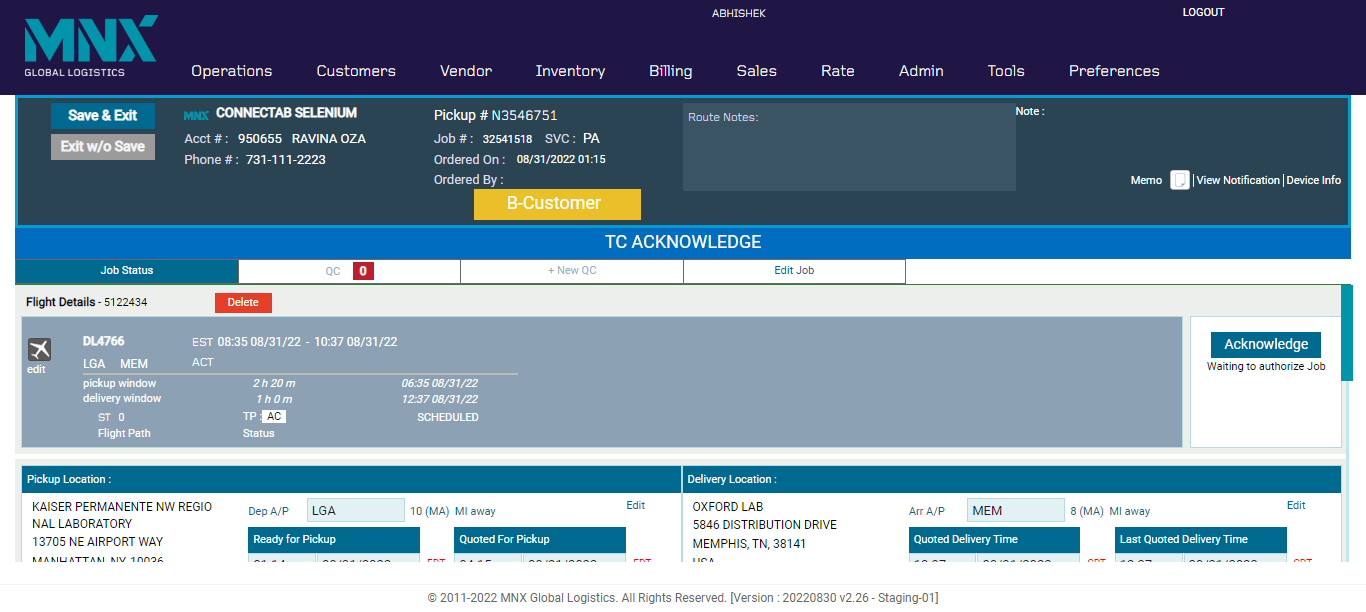 ABHISHEK
LOGOUT
MNX
GLOBAL LOGISTICS
Operations Customers Vendor Inventory Billing Sales Rate Admin Tools Preferences
Save & Exit
Exit w/o Save
MNX CONNECTAB SELENIUM
Acct # : 950655 RAVINA OZA
Phone # : 731-111-2223
Pickup # N3546751
Job # : 32541518 SVC : PA
Ordered On : 08/31/2022 01:15
Ordered By :
B-Customer
Route Notes:
Note :
Memo |View Notification|Device Info
TC ACKNOWLEDGE
Job Status QC 0 + New QC Edit Job
Flight Details - 5122434 Delete
edit
DL4766 EST 08:35 08/31/22 - 10:37 08/31/22
LGA MEM ACT
pickup window 2 h 20 m 06:35 08/31/22
delivery window 1 h 0 m 12:37 08/31/22
ST 0 TP : AC SCHEDULED
Flight Path Status
Acknowledge
Waiting to authorize Job
Pickup Location :
KAISER PERMANENTE NW REGIO
NAL LABORATORY
13705 NE AIRPORT WAY
MANHATTAN, NY, 10036
Dep A/P LGA 10 (MA) MI away Edit
Ready for Pickup Quoted For Pickup
Delivery Location :
OXFORD LAB
5846 DISTRIBUTION DRIVE
MEMPHIS, TN, 38141
USA
Arr A/P MEM 8 (MA) MI away Edit
Quoted Delivery Time Last Quoted Delivery Time
© 2011-2022 MNX Global Logistics. All Rights Reserved. [Version : 20220830 v2.26 - Staging-01]